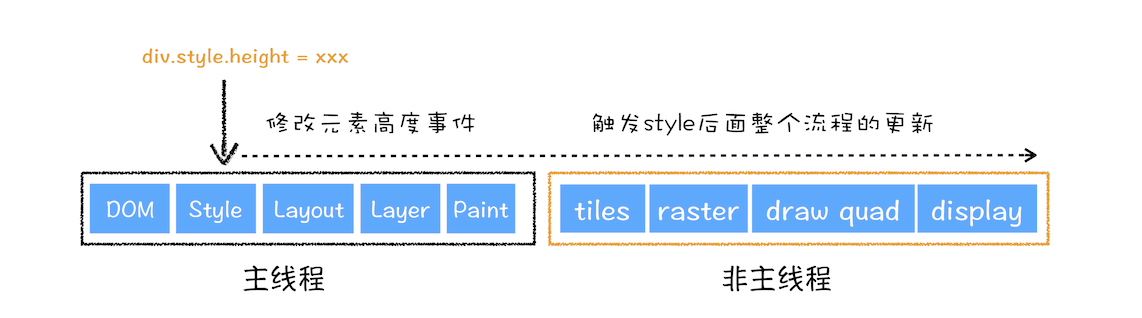 div.style.height = xxx
修改元素高度事件
触发style后面整个流程的更新
DOM
Style
Layout
Layer
Paint
tiles
raster
draw quad
display
主线程
非主线程